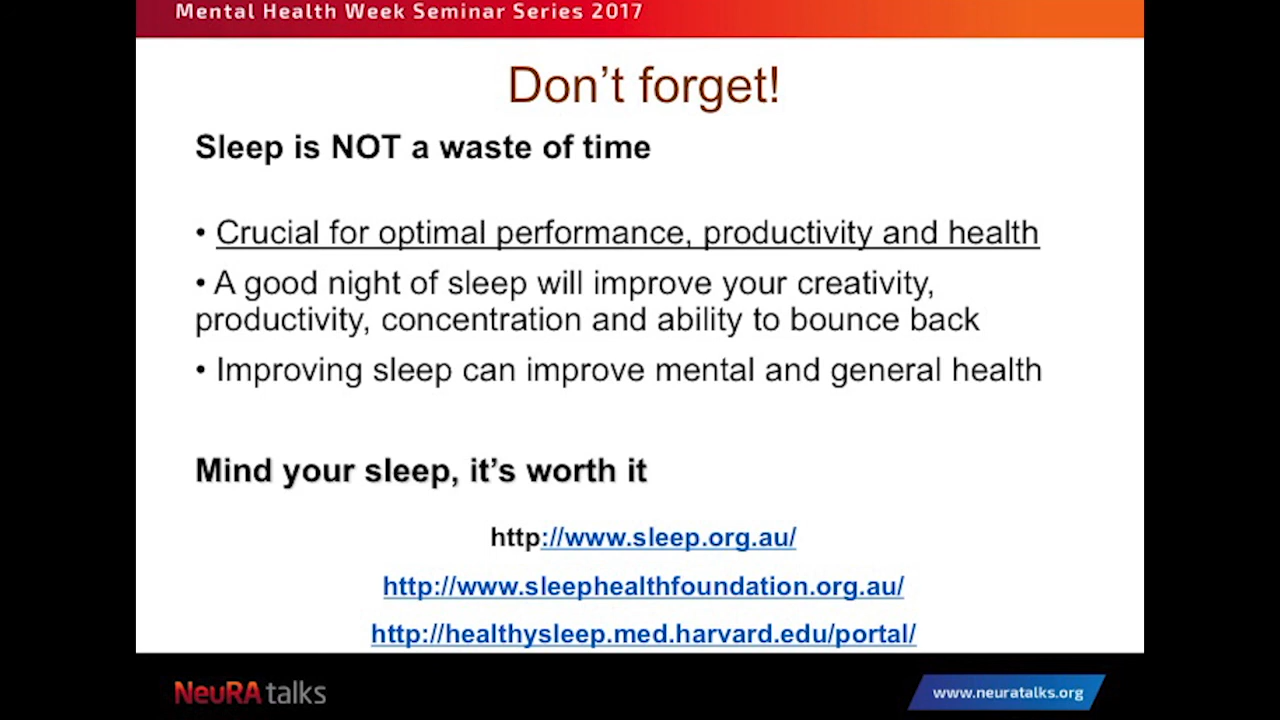 Mental Health Week Seminar Series 2017
Don't forget!
Sleep is NOT a waste of time
• Crucial for optimal performance, productivity and health
• A good night of sleep will improve your creativity,
productivity, concentration and ability to bounce back
• Improving sleep can improve mental and general health
Mind your sleep, it's worth it
http://www.sleep.org.au/
http://www.sleephealthfoundation.org.au/
http://healthysleep.med.harvard.edu/portal/
NeuRA talks
www.neuratalks.org